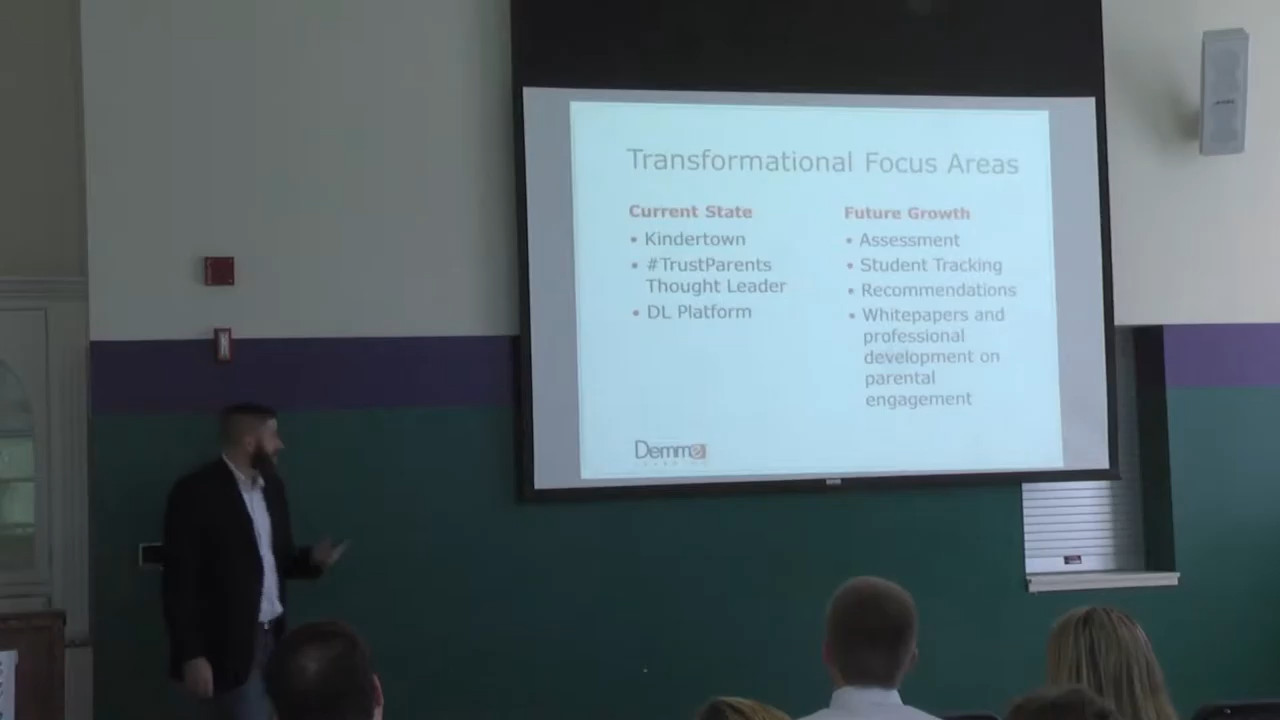 Transformational Focus Areas
Current State
• Kindertown
• #TrustParents
Thought Leader
• DL Platform
Future Growth
• Assessment
• Student Tracking
• Recommendations
• Whitepapers and
professional
development on
parental
engagement
Demme